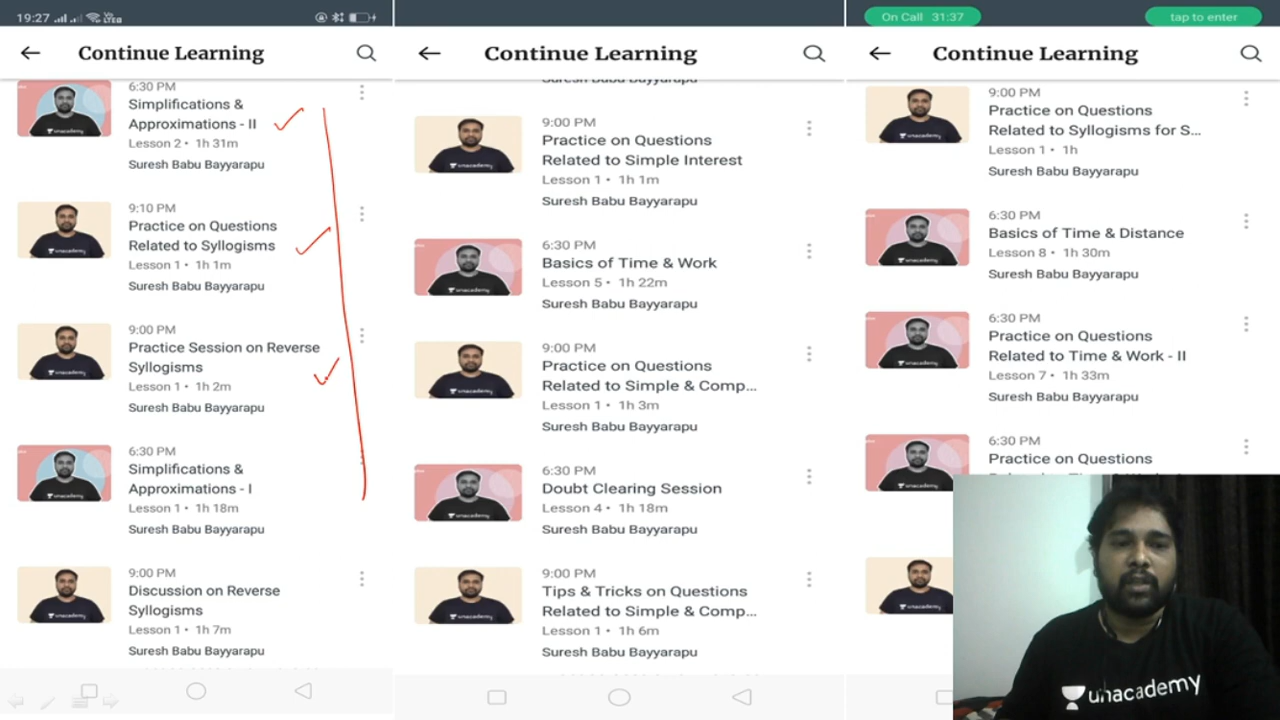 19:27
Continue Learning
6:30 PM
Simplifications &
Approximations - II
Lesson 2 • 1h 31m
Suresh Babu Bayyarapu
9:10 PM
Practice on Questions
Related to Syllogisms
Lesson 1 • 1h 1m
Suresh Babu Bayyarapu
9:00 PM
Practice Session on Reverse
Syllogisms
Lesson 1 • 1h 2m
Suresh Babu Bayyarapu
6:30 PM
Simplifications &
Approximations - I
Lesson 1 • 1h 18m
Suresh Babu Bayyarapu
9:00 PM
Discussion on Reverse
Syllogisms
Lesson 1 • 1h 7m
Suresh Babu Bayyarapu
Continue Learning
Suresh Babu Bayyarapu
9:00 PM
Practice on Questions
Related to Simple Interest
Lesson 1 • 1h 1m
Suresh Babu Bayyarapu
6:30 PM
Basics of Time & Work
Lesson 5 • 1h 22m
Suresh Babu Bayyarapu
9:00 PM
Practice on Questions
Related to Simple & Comp...
Lesson 1 • 1h 3m
Suresh Babu Bayyarapu
6:30 PM
Doubt Clearing Session
Lesson 4 • 1h 18m
Suresh Babu Bayyarapu
9:00 PM
Tips & Tricks on Questions
Related to Simple & Comp...
Lesson 1 • 1h 6m
Suresh Babu Bayyarapu
On Call 31:37
tap to enter
Continue Learning
9:00 PM
Practice on Questions
Related to Syllogisms for S...
Lesson 1 • 1h
Suresh Babu Bayyarapu
6:30 PM
Basics of Time & Distance
Lesson 8 • 1h 30m
Suresh Babu Bayyarapu
6:30 PM
Practice on Questions
Related to Time & Work - II
Lesson 7 • 1h 33m
Suresh Babu Bayyarapu
6:30 PM
Practice on Questions
unacademy